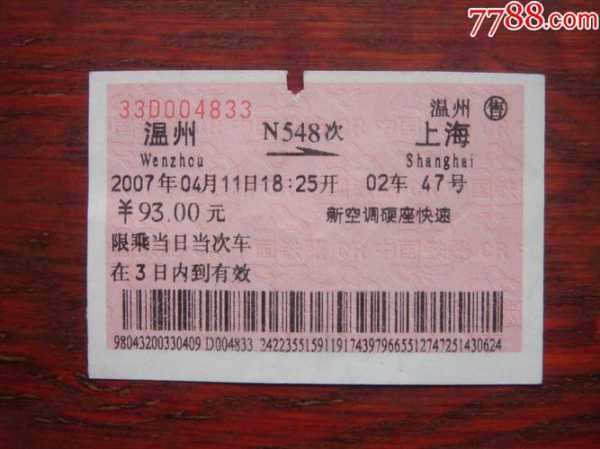 7788.com
33D004833 温州 售
温州 N548次 上海
Wenzhou Shanghai
2007年04月11日18:25开 02车 47号
￥93.00元 新空调硬座快速
限乘当日当次车
在3日内到有效
98043200330409 D004833 2422355159119174397966551274725143​0624